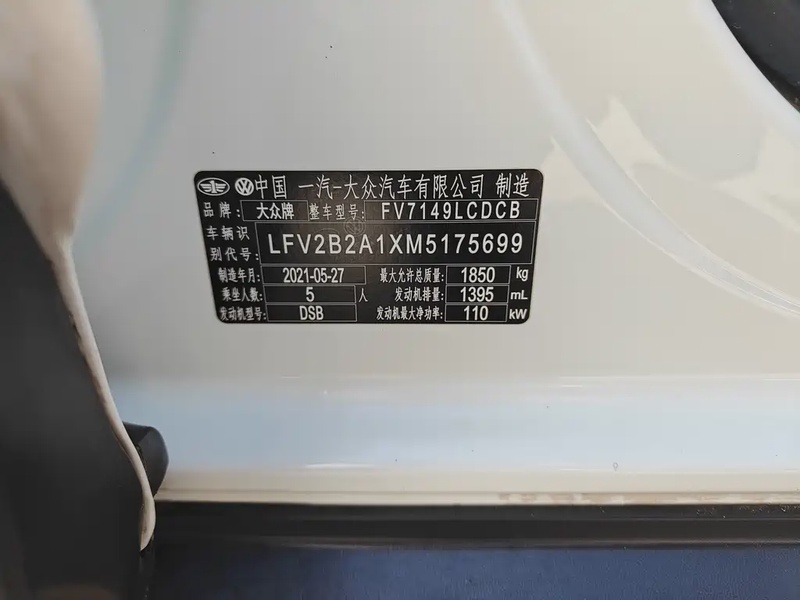 中国 一汽-大众汽车有限公司 制造
品牌: 大众牌 整车型号: FV7149LCDCB
车辆识别代号: LFV2B2A1XM5175699
制造年月: 2021-05-27 最大允许总质量: 1850 kg
乘坐人数: 5 人 发动机排量: 1395 mL
发动机型号: DSB 发动机最大净功率: 110 kW